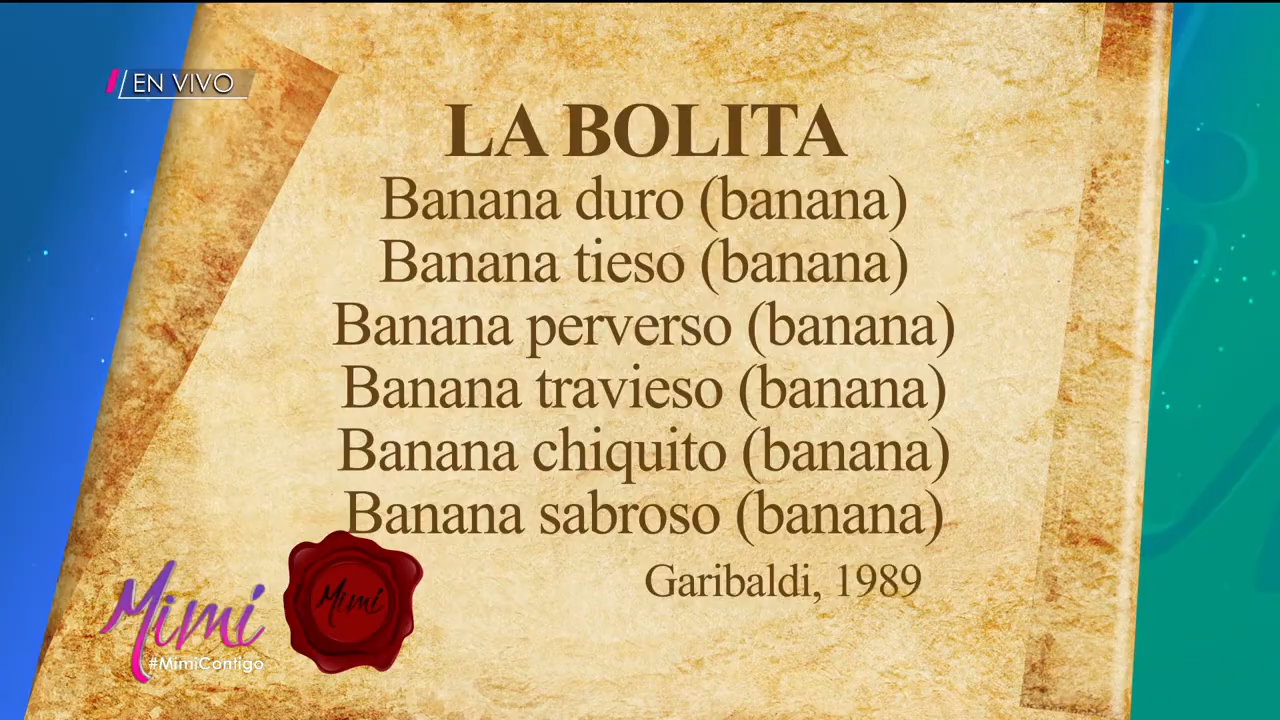 EN VIVO
LA BOLITA
Banana duro (banana)
Banana tieso (banana)
Banana perverso (banana)
Banana travieso (banana)
Banana chiquito (banana)
Banana sabroso (banana)
Garibaldi, 1989
Mimi
Mimi
#MimiContigo